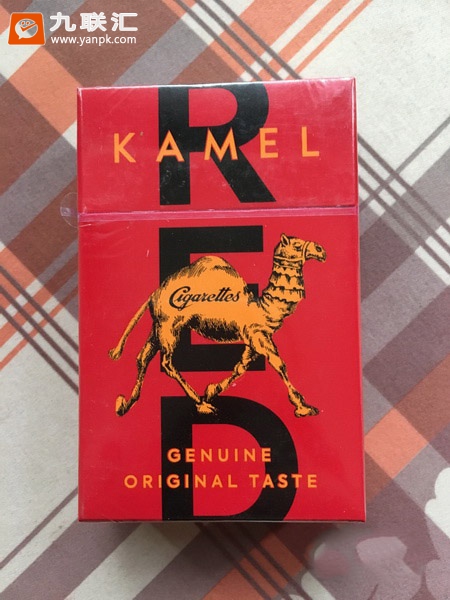 九联汇
www.yanpk.com
RED
KAMEL
Cigarettes
GENUINE
ORIGINAL TASTE